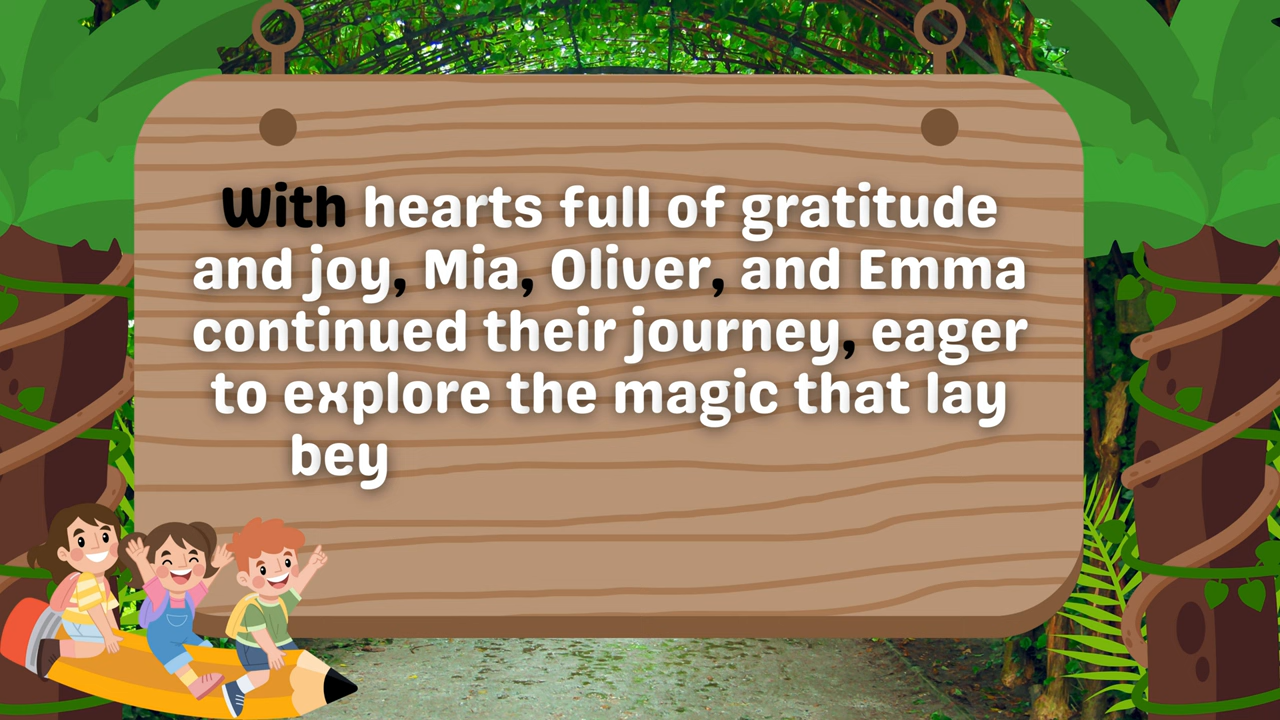 With hearts full of gratitude
and joy, Mia, Oliver, and Emma
continued their journey, eager
to explore the magic that lay
bey